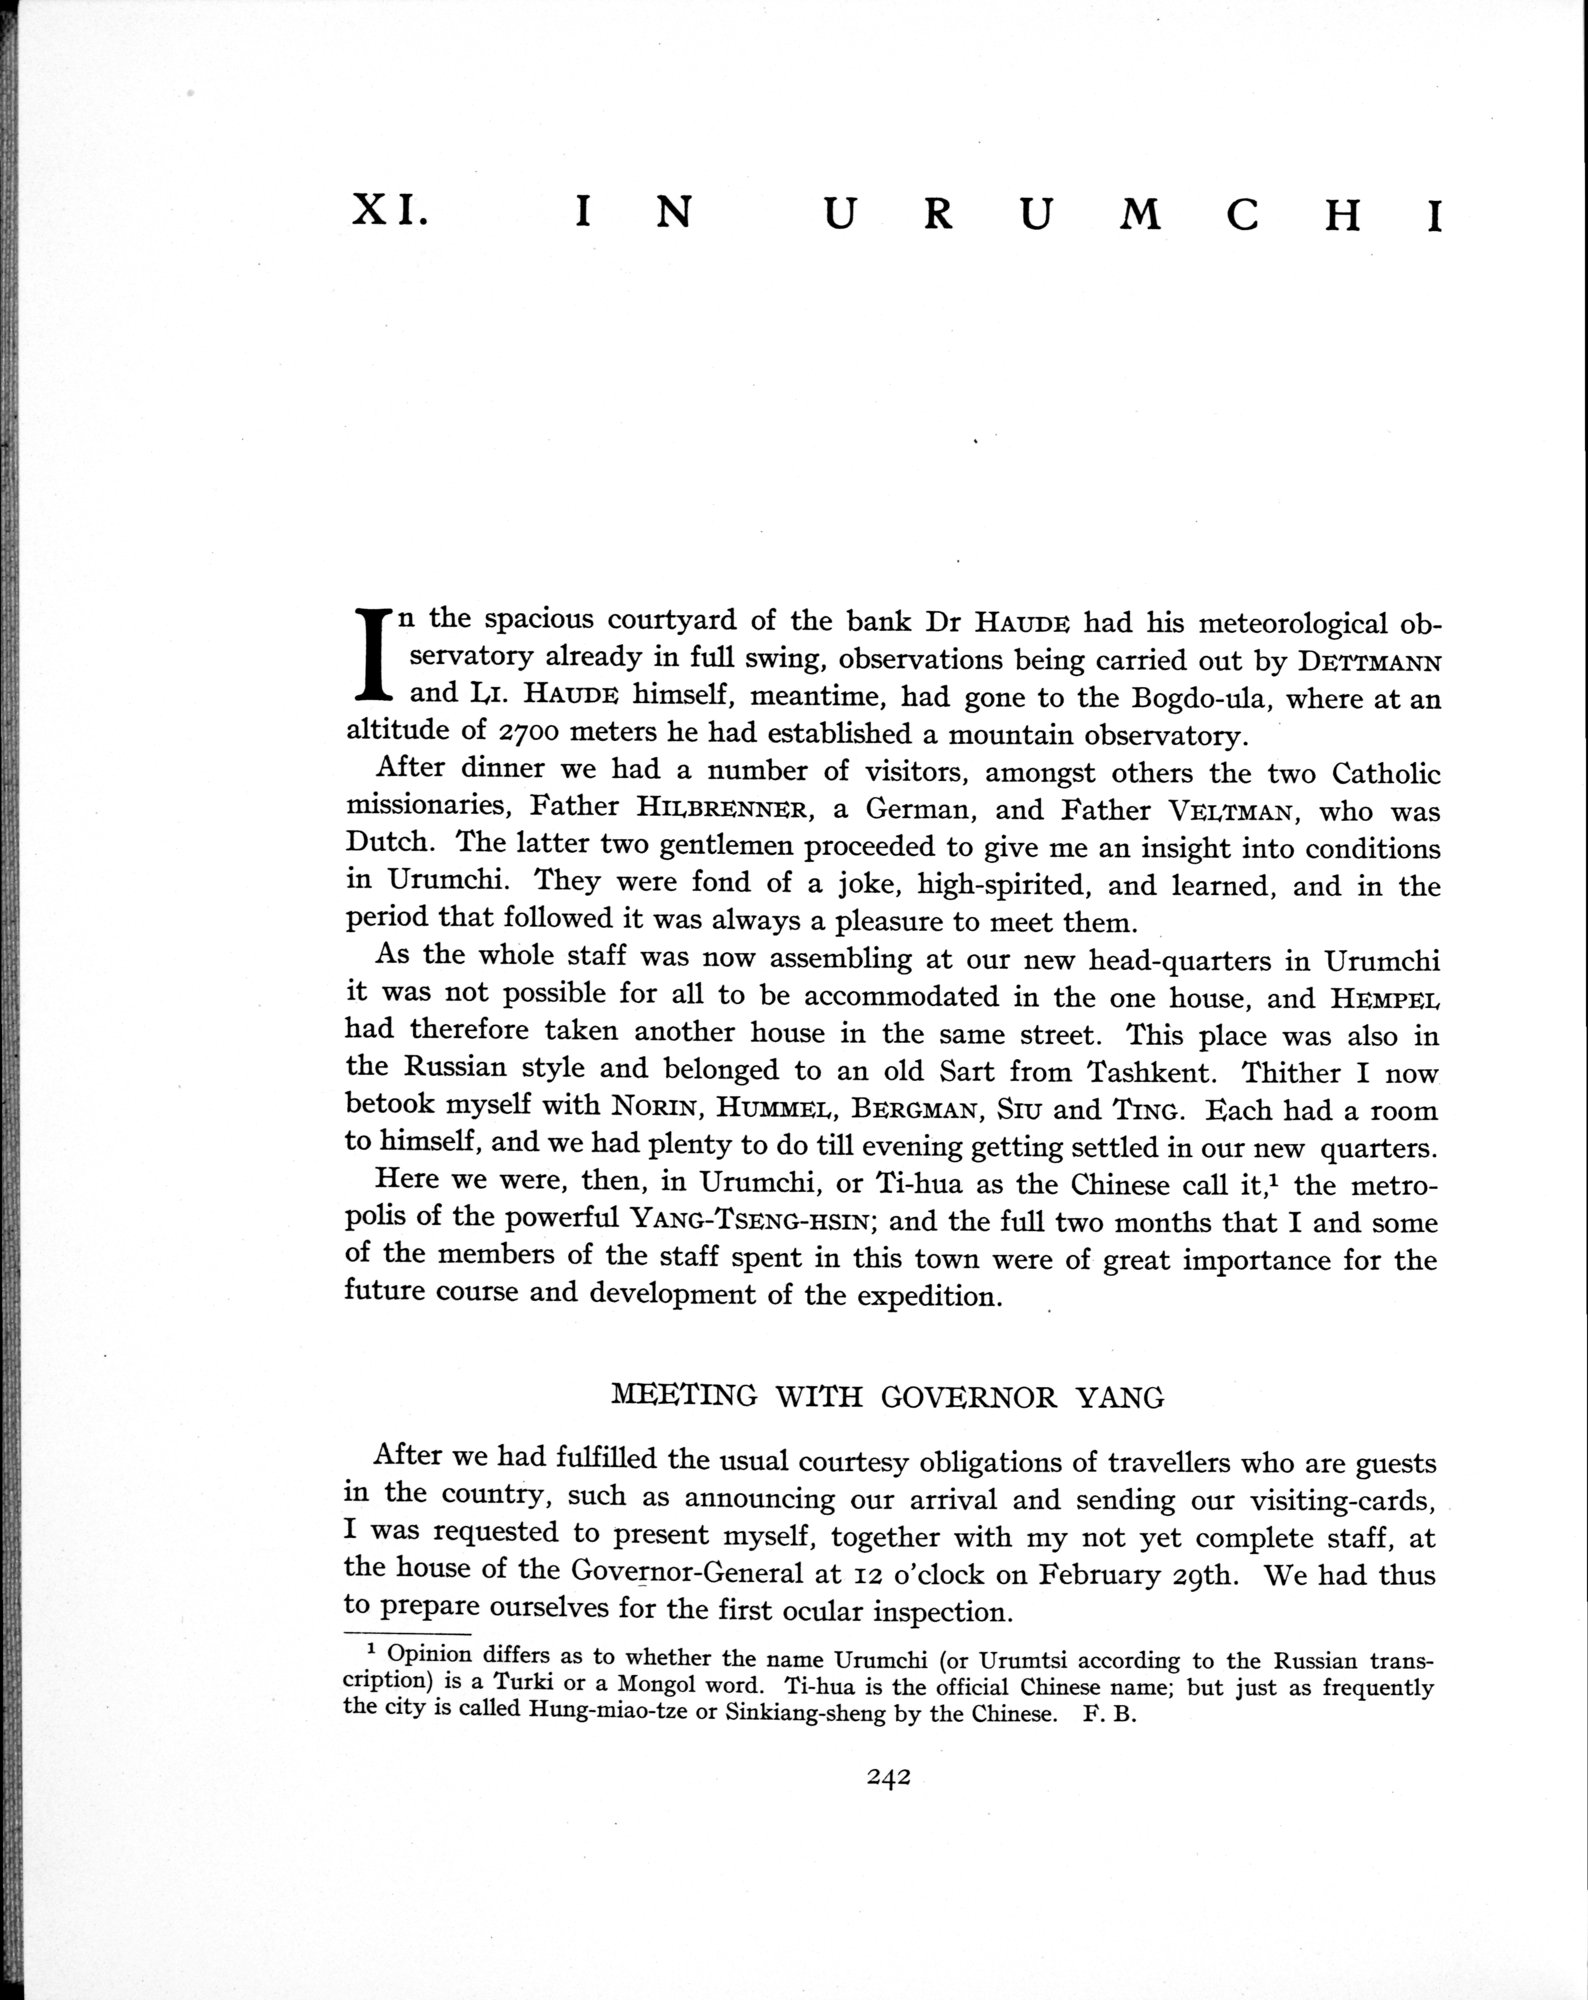 XI. IN URUMCHI
In the spacious courtyard of the bank Dr HAUDE had his meteorological ob-
servatory already in full swing, observations being carried out by DETTMANN
and LI. HAUDE himself, meantime, had gone to the Bogdo-ula, where at an
altitude of 2700 meters he had established a mountain observatory.
After dinner we had a number of visitors, amongst others the two Catholic
missionaries, Father HILBRENNER, a German, and Father VELTMAN, who was
Dutch. The latter two gentlemen proceeded to give me an insight into conditions
in Urumchi. They were fond of a joke, high-spirited, and learned, and in the
period that followed it was always a pleasure to meet them.
As the whole staff was now assembling at our new head-quarters in Urumchi
it was not possible for all to be accommodated in the one house, and HEMPEL
had therefore taken another house in the same street. This place was also in
the Russian style and belonged to an old Sart from Tashkent. Thither I now
betook myself with NORIN, HUMMEL, BERGMAN, SIU and TING. Each had a room
to himself, and we had plenty to do till evening getting settled in our new quarters.
Here we were, then, in Urumchi, or Ti-hua as the Chinese call it,¹ the metro-
polis of the powerful YANG-TSENG-HSIN; and the full two months that I and some
of the members of the staff spent in this town were of great importance for the
future course and development of the expedition.
MEETING WITH GOVERNOR YANG
After we had fulfilled the usual courtesy obligations of travellers who are guests
in the country, such as announcing our arrival and sending our visiting-cards,
I was requested to present myself, together with my not yet complete staff, at
the house of the Governor-General at 12 o'clock on February 29th. We had thus
to prepare ourselves for the first ocular inspection.
¹ Opinion differs as to whether the name Urumchi (or Urumtsi according to the Russian trans-
cription) is a Turki or a Mongol word. Ti-hua is the official Chinese name; but just as frequently
the city is called Hung-miao-tze or Sinkiang-sheng by the Chinese. F. B.
242